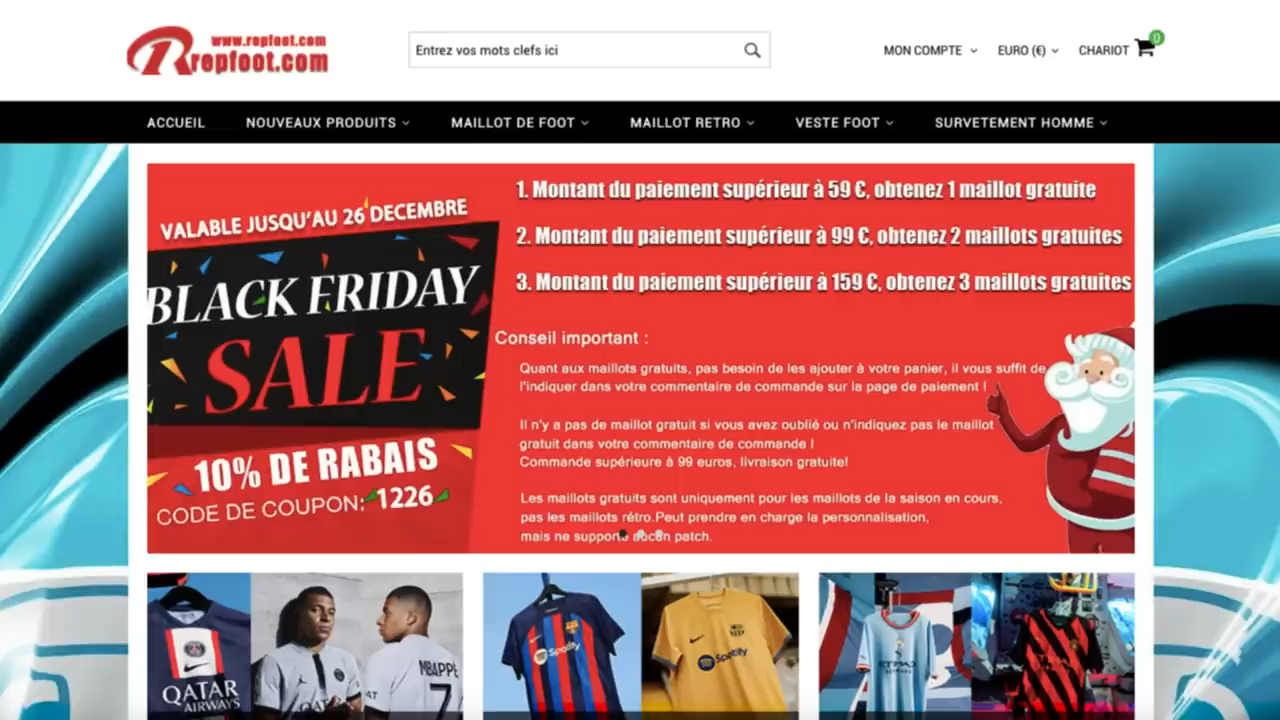 www.repfoot.com
repfoot.com
Entrez vos mots clefs ici
MON COMPTE
EURO (€)
CHARIOT
0
ACCUEIL
NOUVEAUX PRODUITS
MAILLOT DE FOOT
MAILLOT RETRO
VESTE FOOT
SURVETEMENT HOMME
VALABLE JUSQU'AU 26 DECEMBRE
BLACK FRIDAY
SALE
10% DE RABAIS
CODE DE COUPON: 1226
1. Montant du paiement supérieur à 59 €, obtenez 1 maillot gratuite
2. Montant du paiement supérieur à 99 €, obtenez 2 maillots gratuites
3. Montant du paiement supérieur à 159 €, obtenez 3 maillots gratuites
Conseil important :
Quant aux maillots gratuits, pas besoin de les ajouter à votre panier, il vous suffit de
l'indiquer dans votre commentaire de commande sur la page de paiement !
Il n'y a pas de maillot gratuit si vous avez oublié ou n'indiquez pas le maillot
gratuit dans votre commentaire de commande !
Commande supérieure à 99 euros, livraison gratuite!
Les maillots gratuits sont uniquement pour les maillots de la saison en cours,
pas les maillots rétro.Peut prendre en charge la personnalisation,
mais ne supporte aucun patch.
QATAR
AIRWAYS
MBAPPÉ
7
Spotify
Spotify
ETIHAD